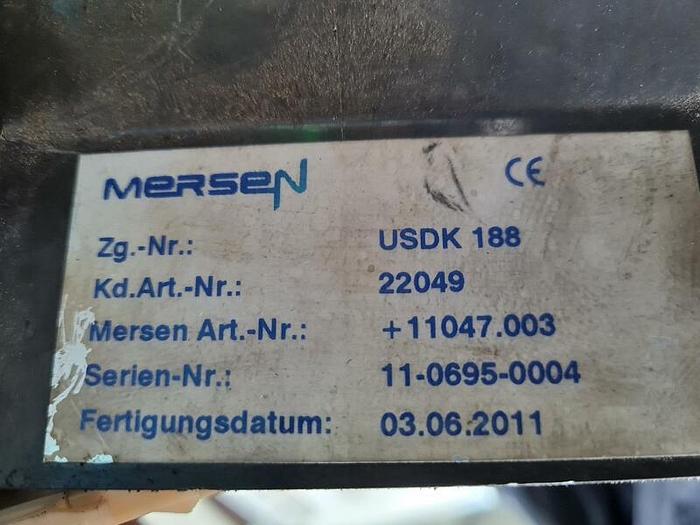 MERSEN CE
Zg.-Nr.: USDK 188
Kd.Art.-Nr.: 22049
Mersen Art.-Nr.: +11047.003
Serien-Nr.: 11-0695-0004
Fertigungsdatum: 03.06.2011